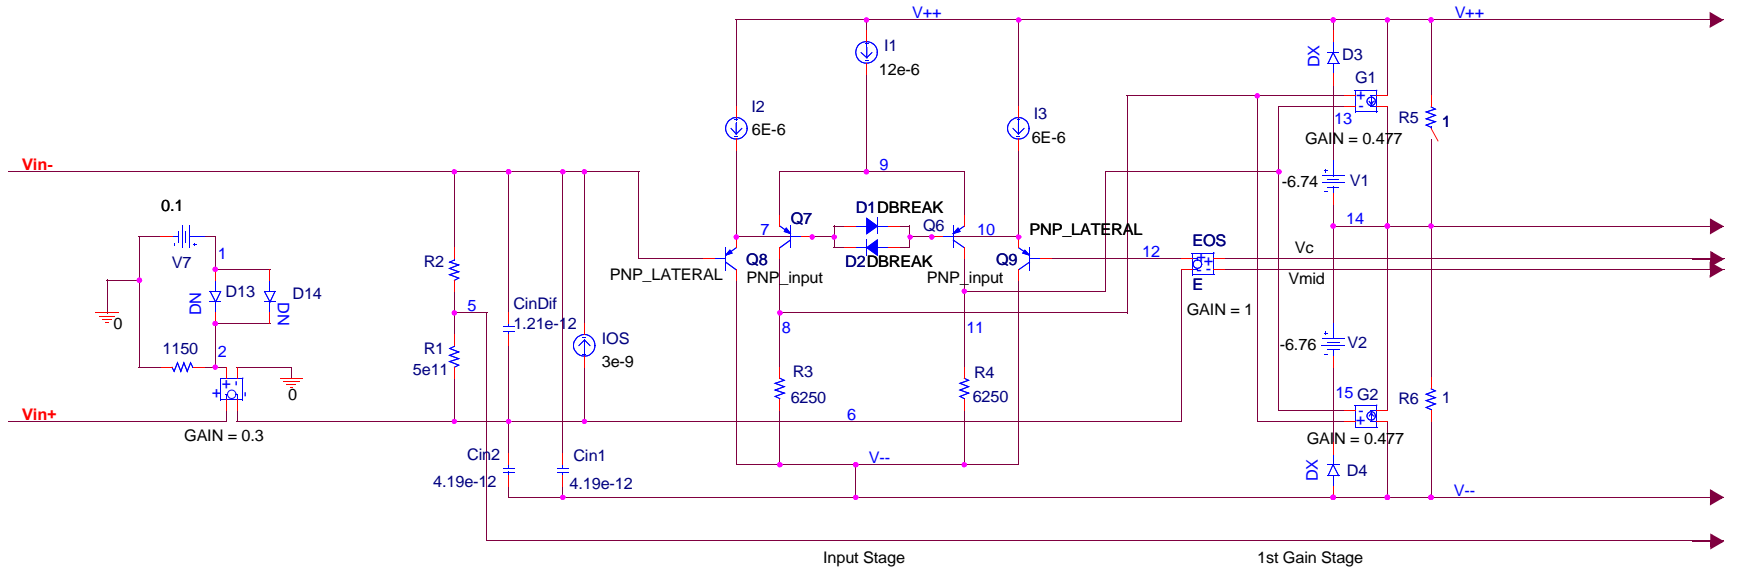 V++
V++
I1
12e-6
DX
D3
G1
I2
6E-6
I3
6E-6
13
R5
1
GAIN = 0.477
Vin-
9
-6.74
V1
0.1
D1
DBREAK
Q7
Q6
7
10
PNP_LATERAL
14
V7
1
EOS
12
Vc
R2
Q8
D2
DBREAK
Q9
PNP_LATERAL
PNP_input
PNP_input
E
Vmid
DN
D13
D14
DN
CinDif
1.21e-12
5
GAIN = 1
0
8
11
IOS
3e-9
-6.76
V2
1150
2
R1
5e11
R3
6250
R4
6250
0
15
G2
R6
1
Vin+
6
GAIN = 0.3
GAIN = 0.477
Cin2
4.19e-12
Cin1
4.19e-12
V--
DX
D4
V--
Input Stage
1st Gain Stage